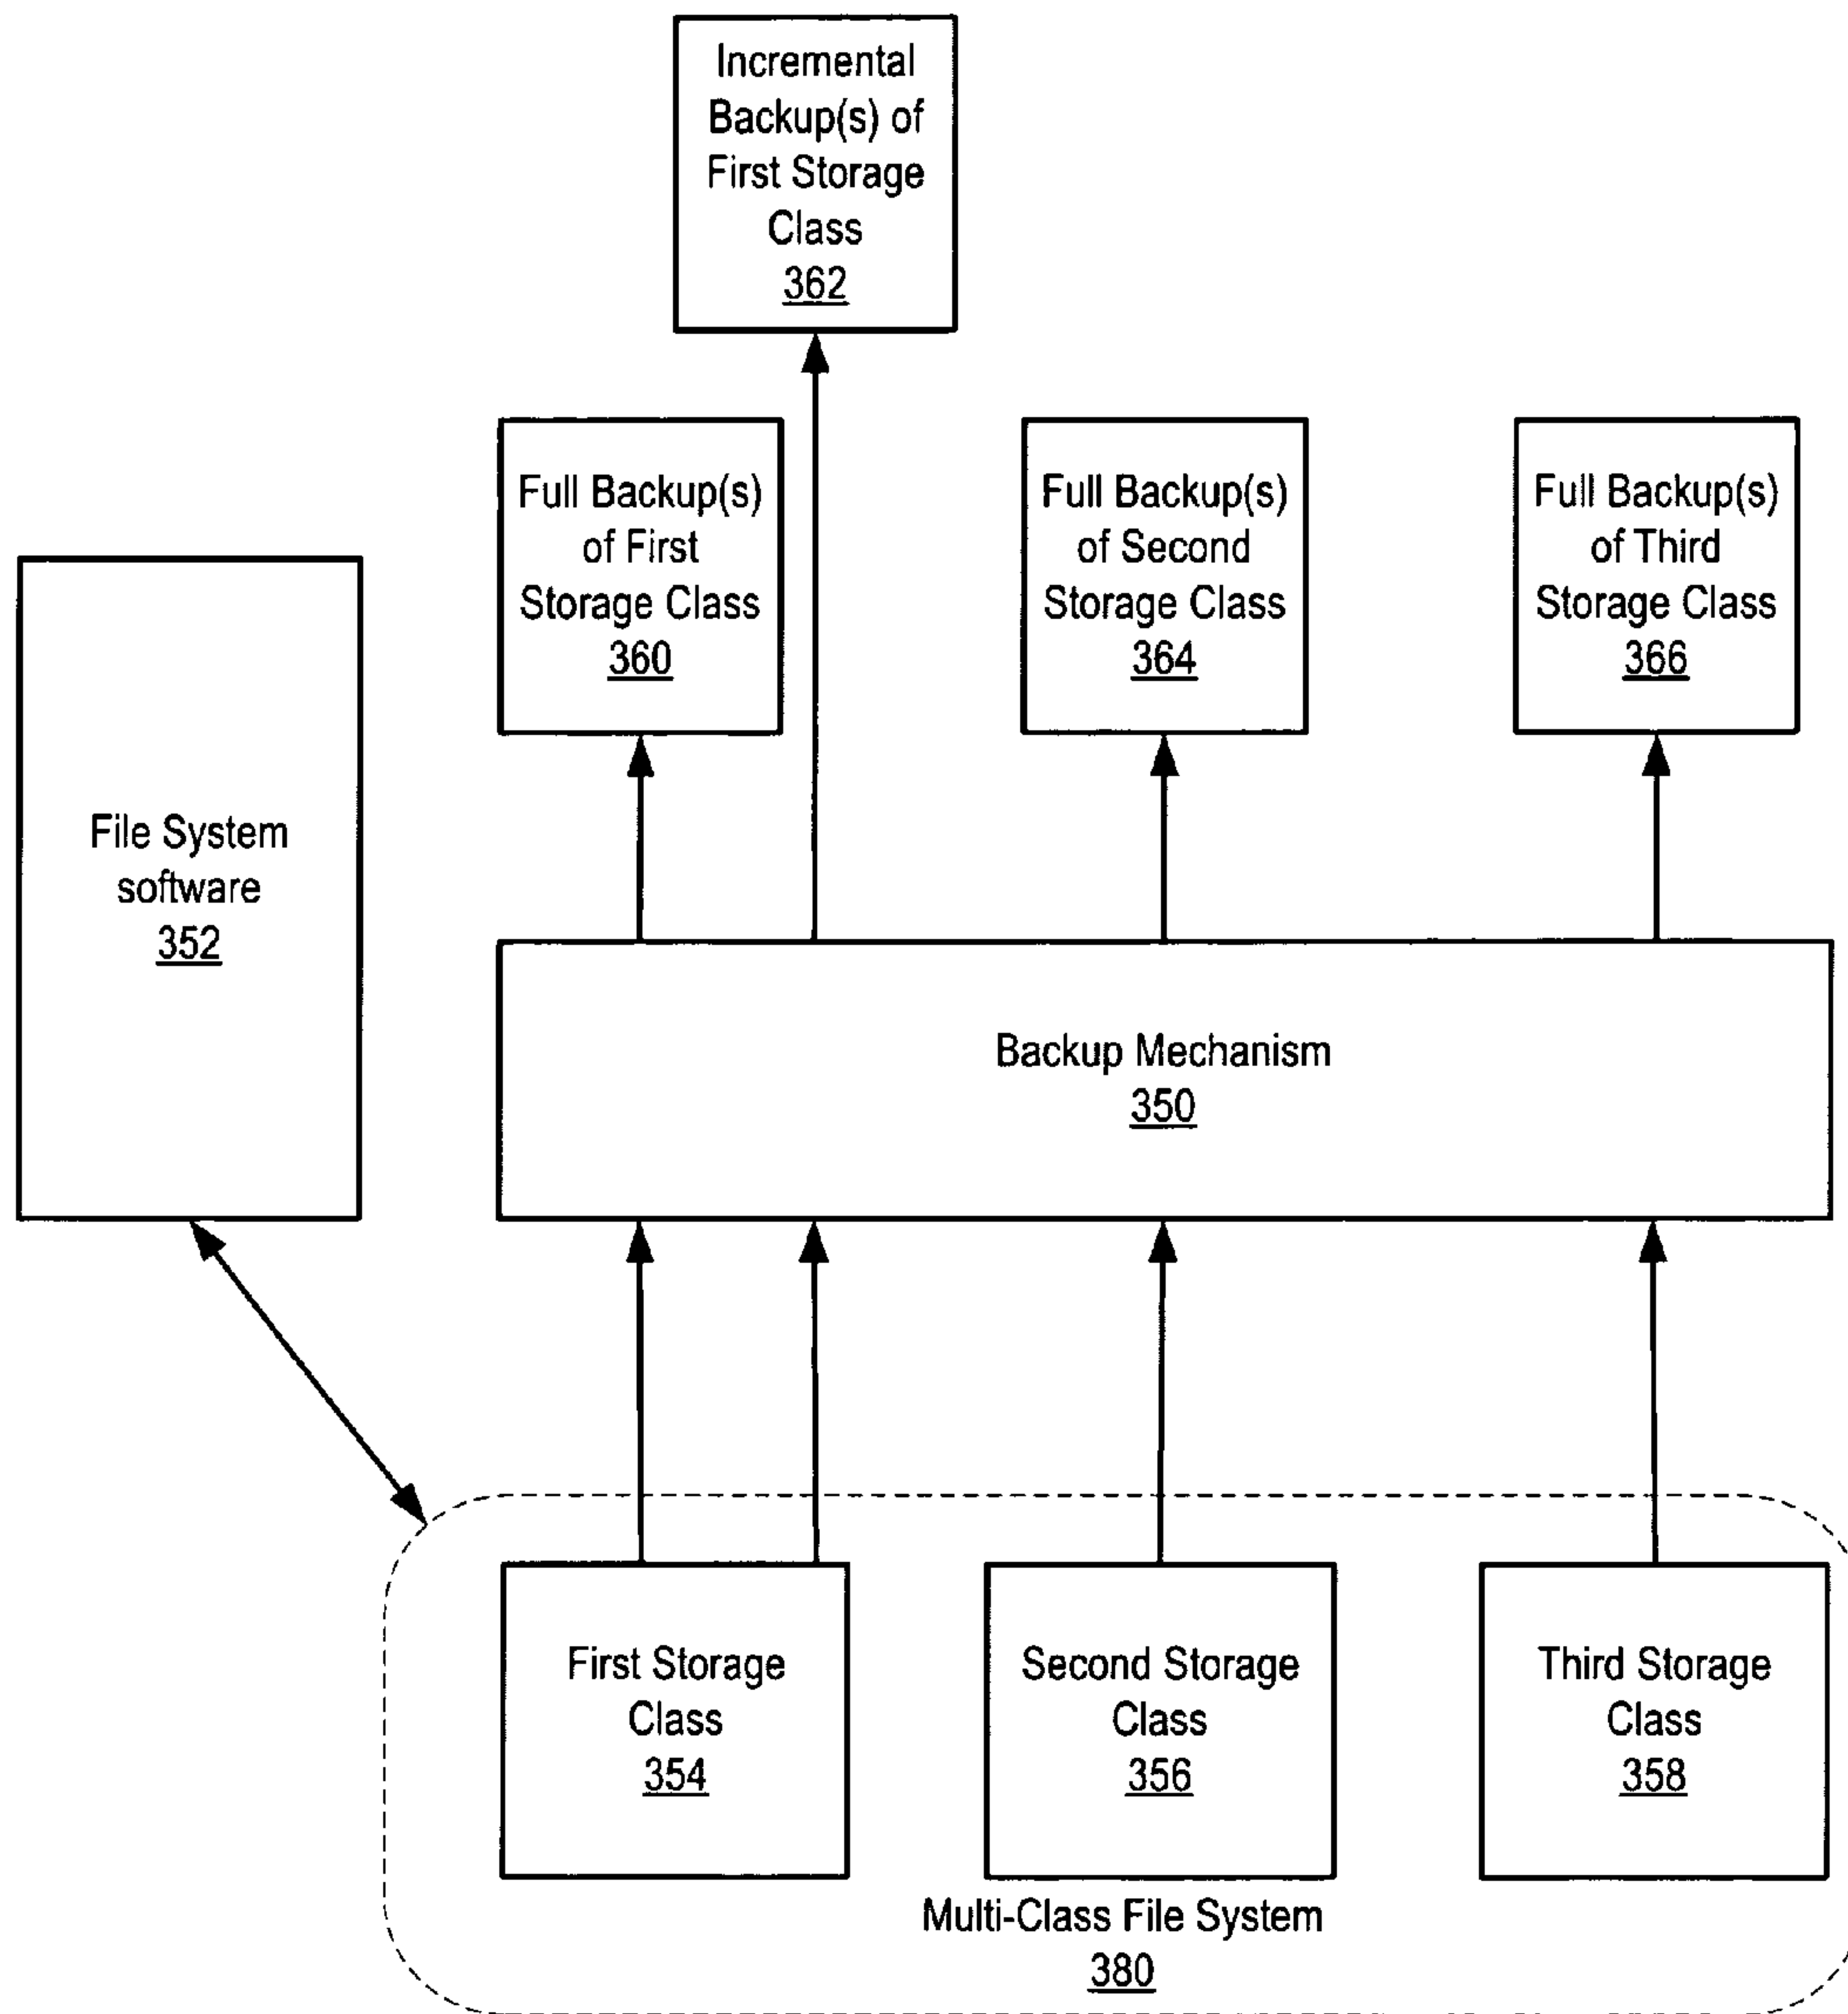 Incremental
Backup(s) of
First Storage
Class
362
Full Backup(s)
of First
Storage Class
360
Full Backup(s)
of Second
Storage Class
364
Full Backup(s)
of Third
Storage Class
366
File System
software
352
Backup Mechanism
350
First Storage
Class
354
Second Storage
Class
356
Third Storage
Class
358
Multi-Class File System
380